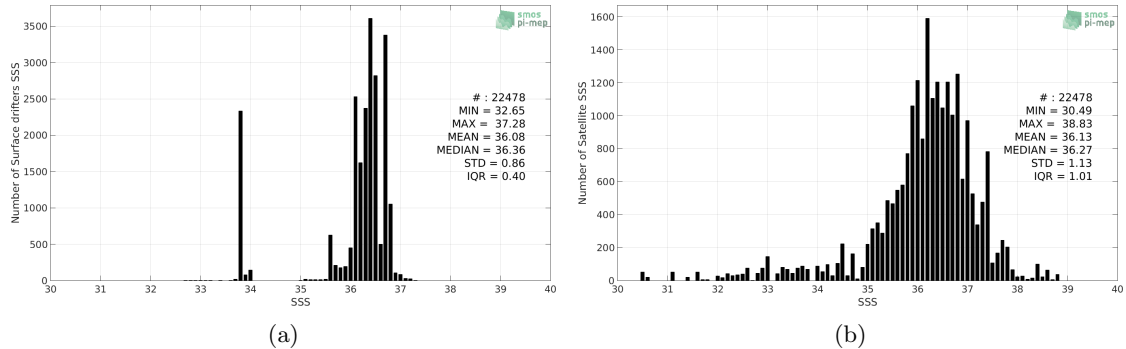 smos
pi-mep
Number of Surface drifters SSS
3500
3000
2500
2000
1500
1000
500
0
# : 22478
MIN = 32.65
MAX = 37.28
MEAN = 36.08
MEDIAN = 36.36
STD = 0.86
IQR = 0.40
30 31 32 33 34 35 36 37 38 39 40
SSS
(a)
smos
pi-mep
Number of Satellite SSS
1600
1400
1200
1000
800
600
400
200
0
# : 22478
MIN = 30.49
MAX = 38.83
MEAN = 36.13
MEDIAN = 36.27
STD = 1.13
IQR = 1.01
30 31 32 33 34 35 36 37 38 39 40
SSS
(b)